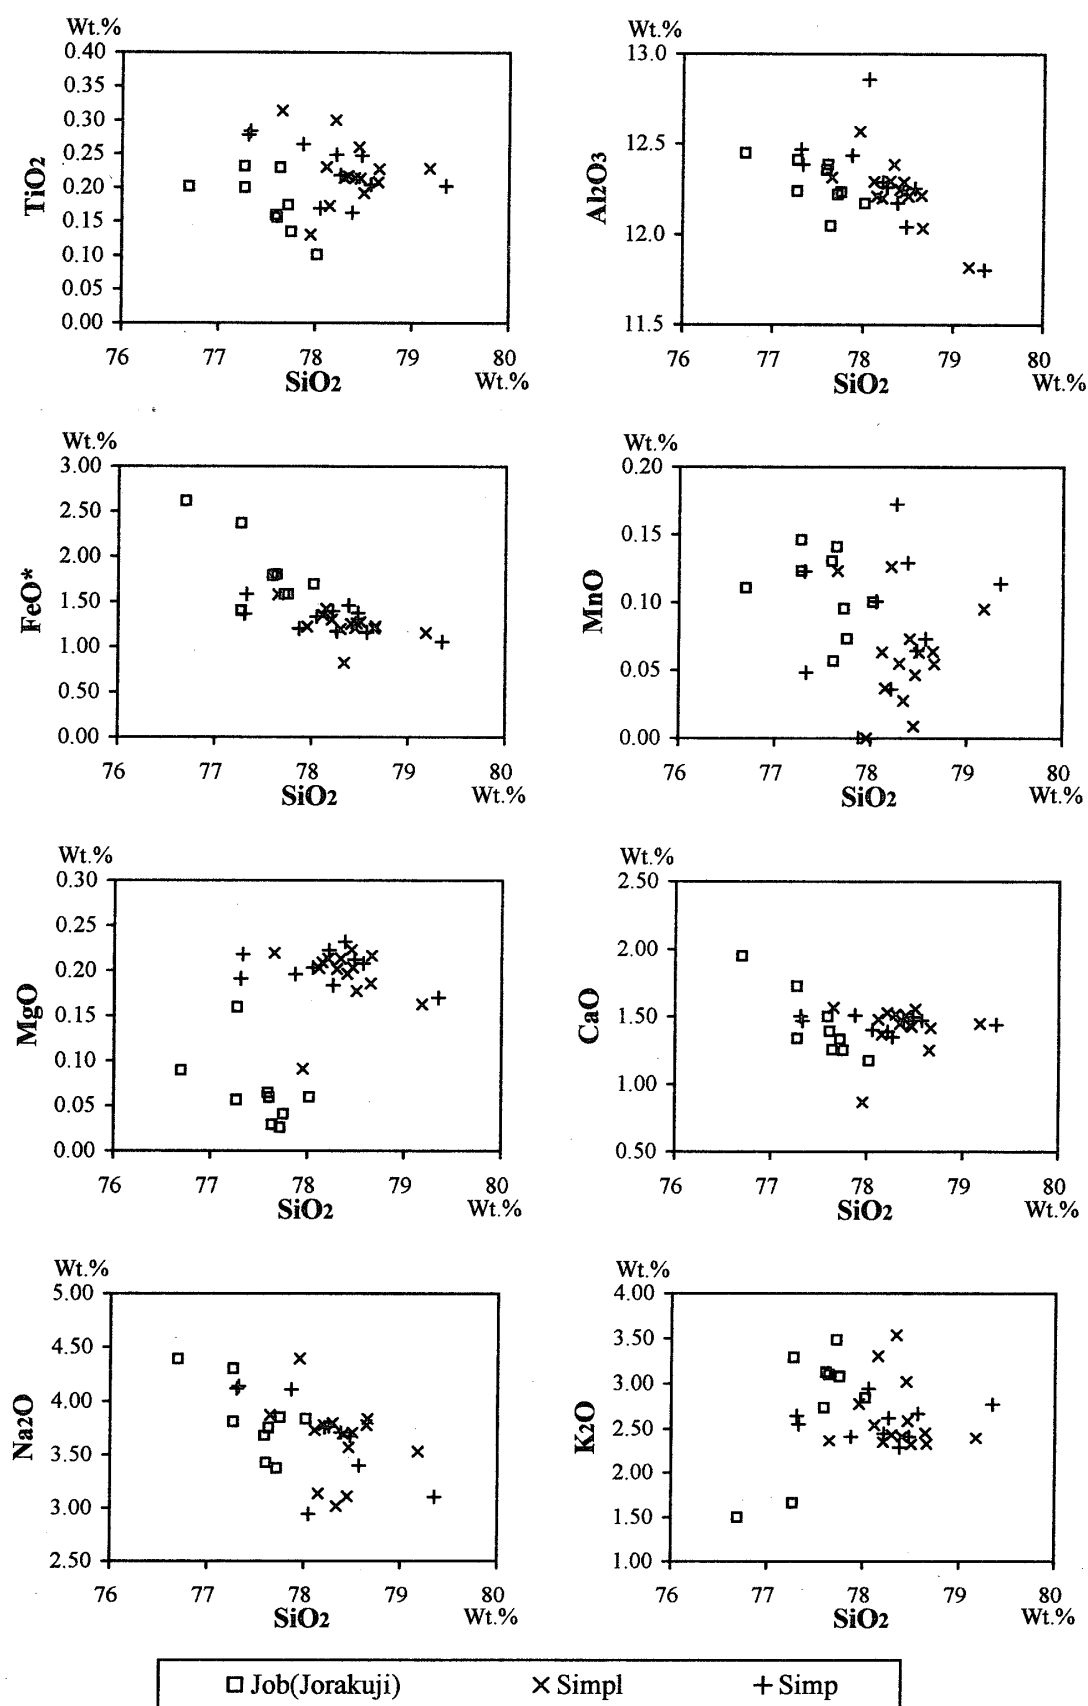 Wt.%
0.40
0.35
0.30
0.25
0.20
0.15
0.10
0.05
0.00
TiO2
76 77 78 79 80
SiO2
Wt.%
Wt.%
13.0
12.5
12.0
11.5
Al2O3
76 77 78 79 80
SiO2
Wt.%
Wt.%
3.00
2.50
2.00
1.50
1.00
0.50
0.00
FeO*
76 77 78 79 80
SiO2
Wt.%
Wt.%
0.20
0.15
0.10
0.05
0.00
MnO
76 77 78 79 80
SiO2
Wt.%
Wt.%
0.30
0.25
0.20
0.15
0.10
0.05
0.00
MgO
76 77 78 79 80
SiO2
Wt.%
Wt.%
2.50
2.00
1.50
1.00
0.50
CaO
76 77 78 79 80
SiO2
Wt.%
Wt.%
5.00
4.50
4.00
3.50
3.00
2.50
Na2O
76 77 78 79 80
SiO2
Wt.%
Wt.%
4.00
3.50
3.00
2.50
2.00
1.50
1.00
K2O
76 77 78 79 80
SiO2
Wt.%
Job(Jorakuji) Simpl Simp